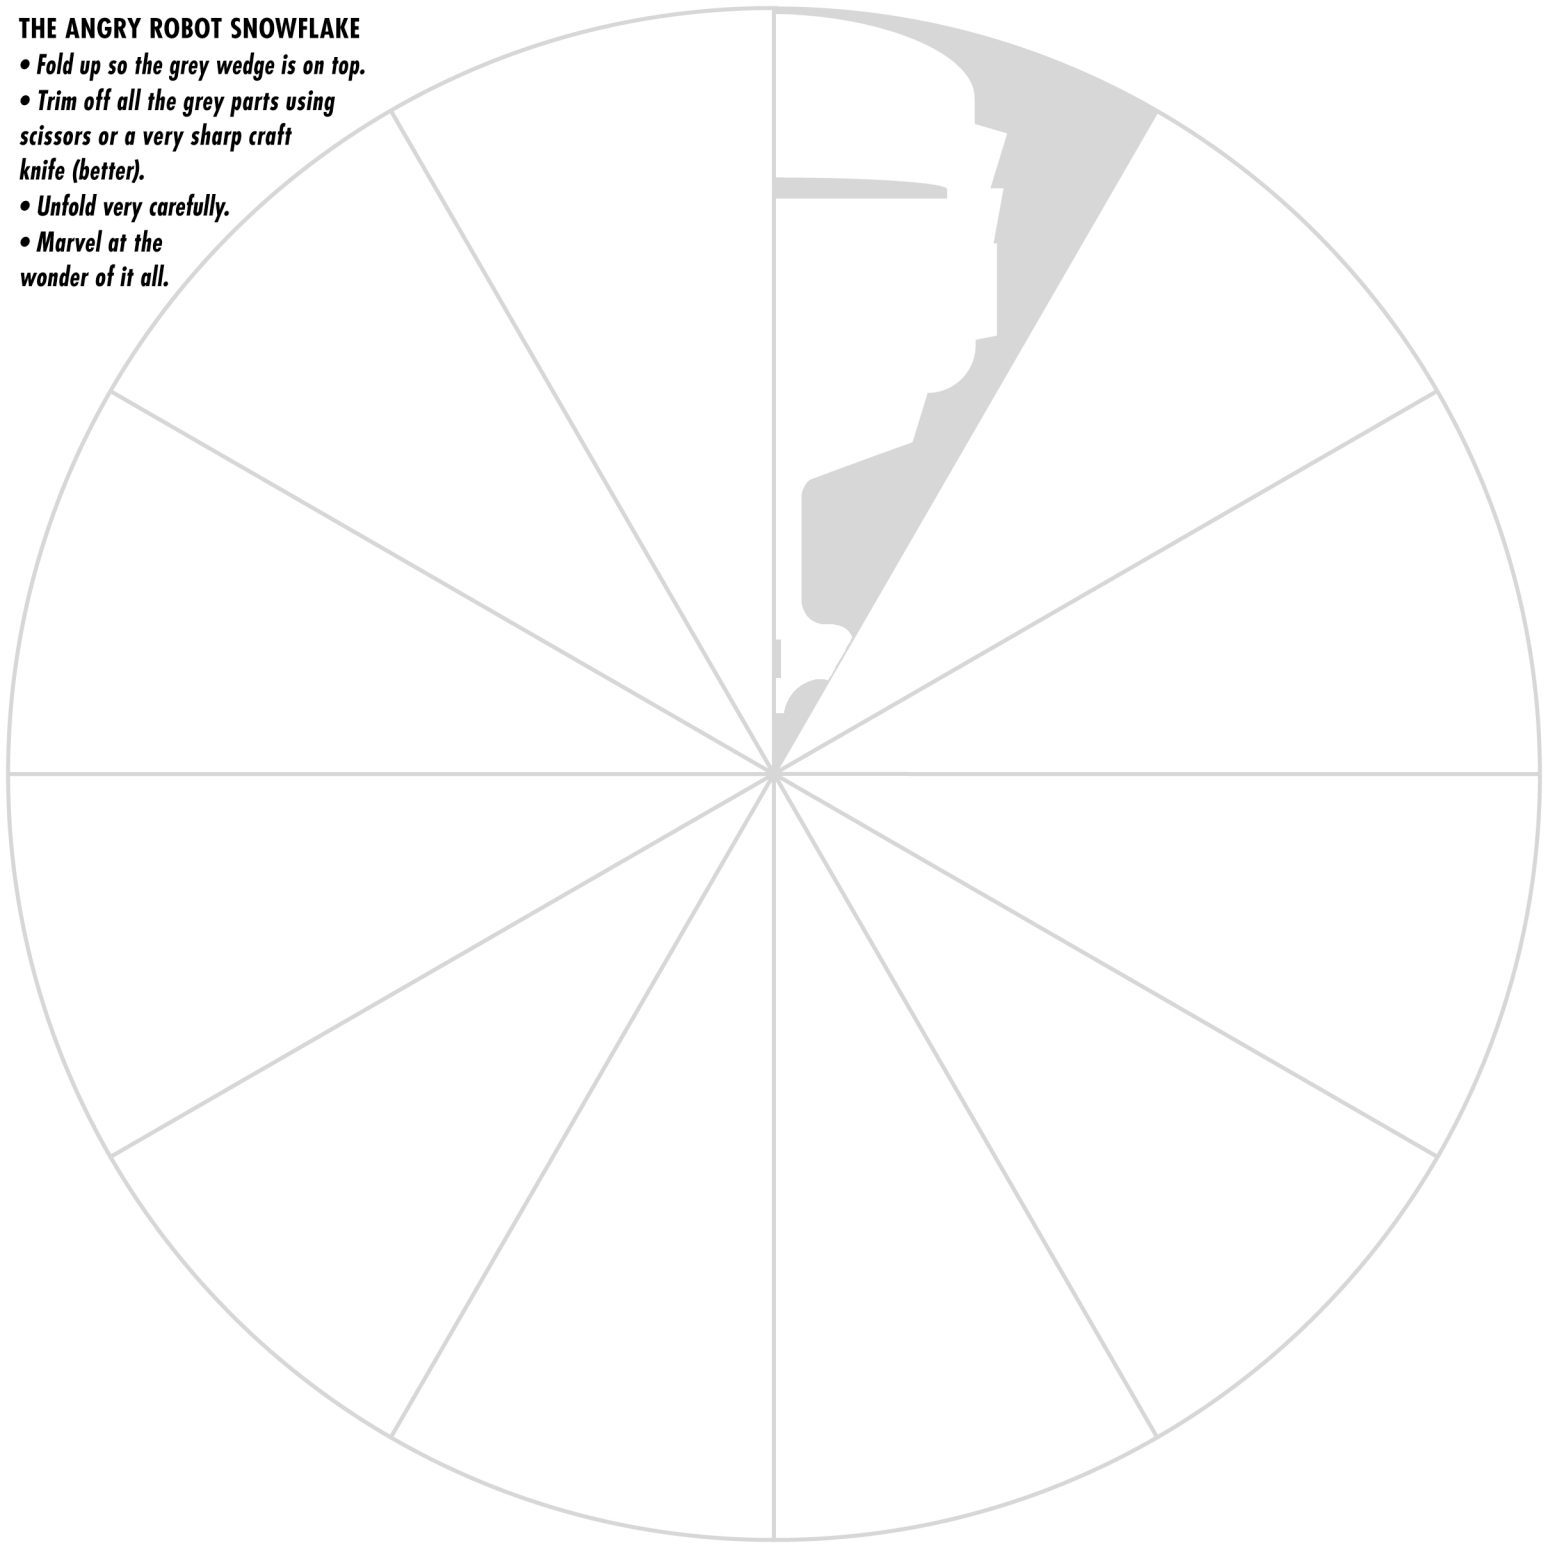 THE ANGRY ROBOT SNOWFLAKE
• Fold up so the grey wedge is on top.
• Trim off all the grey parts using
scissors or a very sharp craft
knife (better).
• Unfold very carefully.
• Marvel at the
wonder of it all.